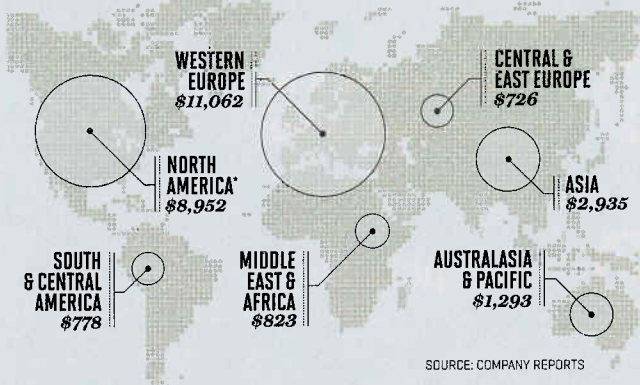 WESTERN
EUROPE
$11,062
CENTRAL &
EAST EUROPE
$726
NORTH
AMERICA*
$8,952
ASIA
$2,935
SOUTH
& CENTRAL
AMERICA
$778
MIDDLE
EAST &
AFRICA
$823
AUSTRALASIA
& PACIFIC
$1,293
SOURCE: COMPANY REPORTS